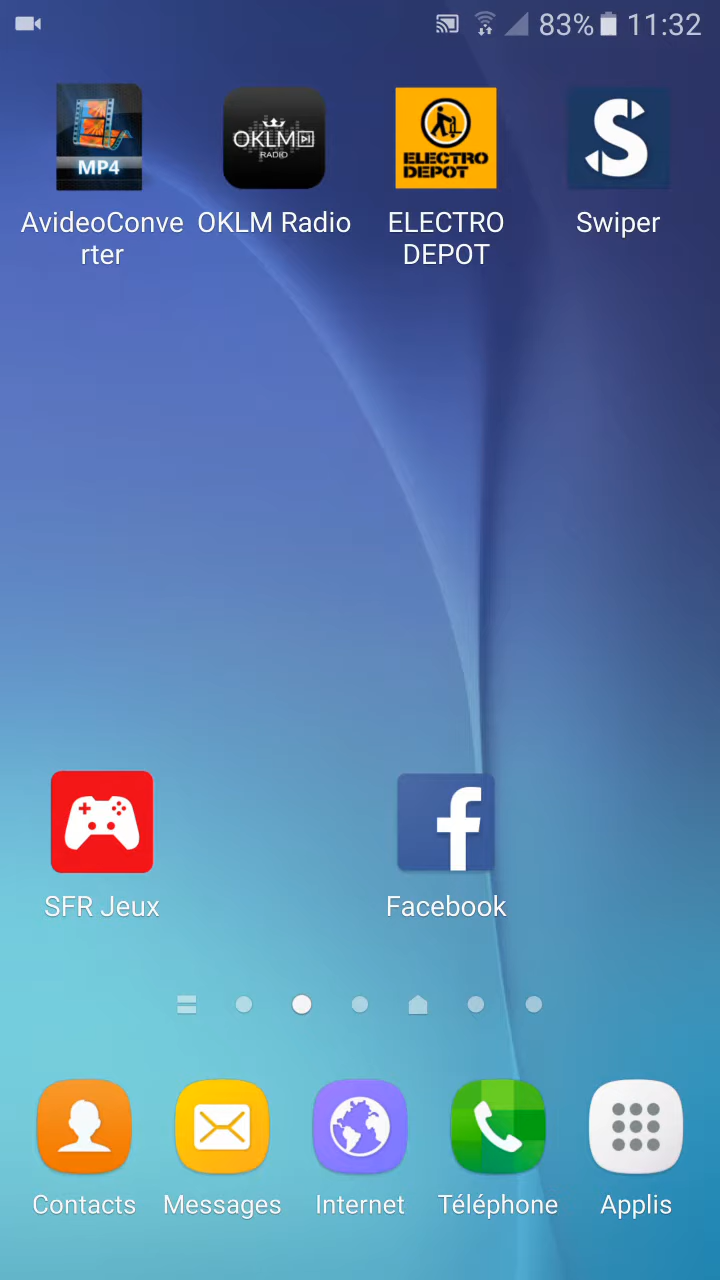 83% 11:32
MP4
OKLM
RADIO
ELECTRO
DEPOT
S
AvideoConve
rter
OKLM Radio
ELECTRO
DEPOT
Swiper
f
SFR Jeux
Facebook
Contacts
Messages
Internet
Téléphone
Applis